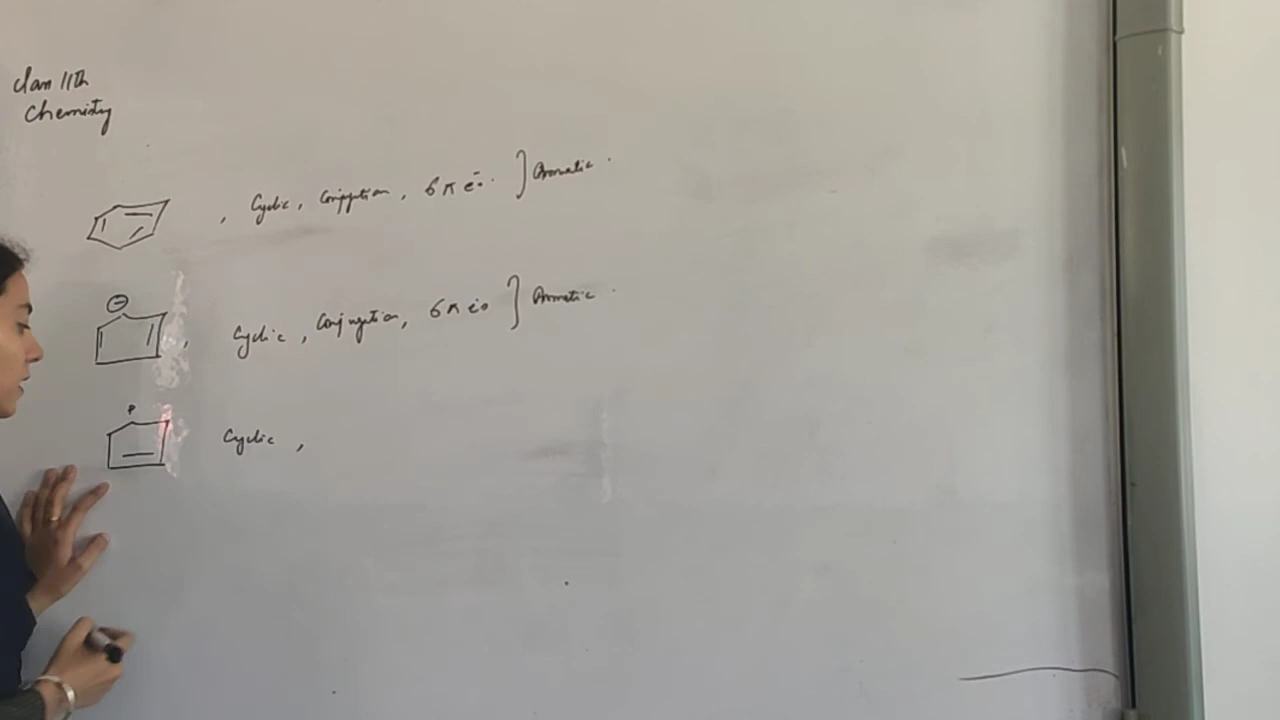 Class 11th
Chemistry
, Cyclic, Conjugation, 6π e⁻s. } Aromatic.
⊖
, Cyclic, Conjugation, 6π e⁻s } Aromatic.
Cyclic,